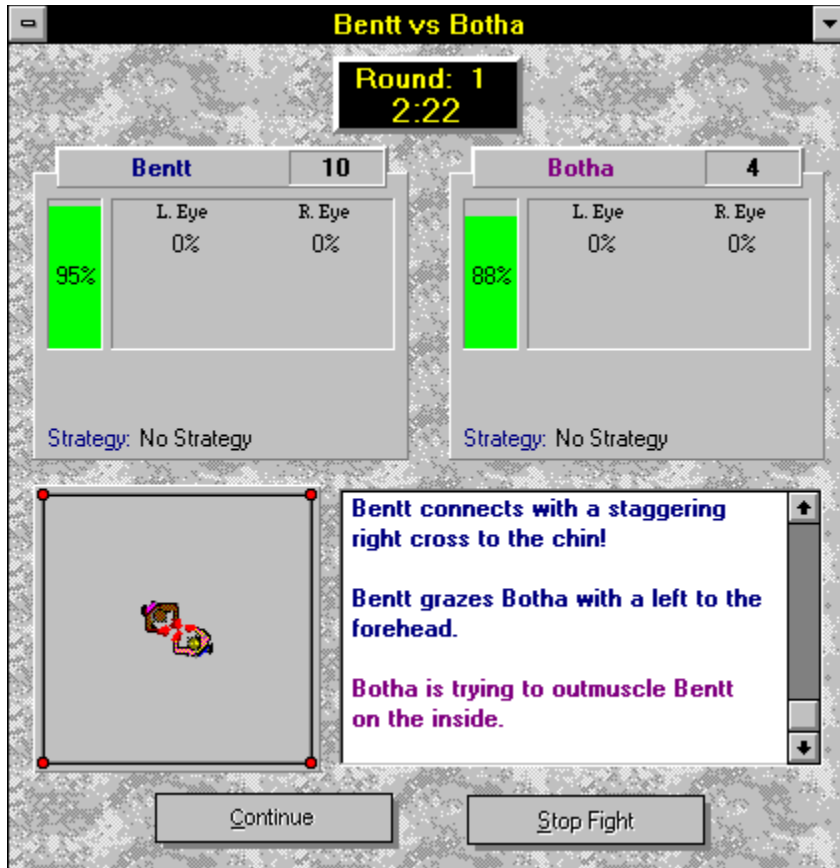 Bentt vs Botha
Round: 1
2:22
Bentt 10
Botha 4
L. Eye R. Eye
0% 0%
95%
L. Eye R. Eye
0% 0%
88%
Strategy: No Strategy
Strategy: No Strategy
Bentt connects with a staggering
right cross to the chin!
Bentt grazes Botha with a left to the
forehead.
Botha is trying to outmuscle Bentt
on the inside.
Continue
Stop Fight